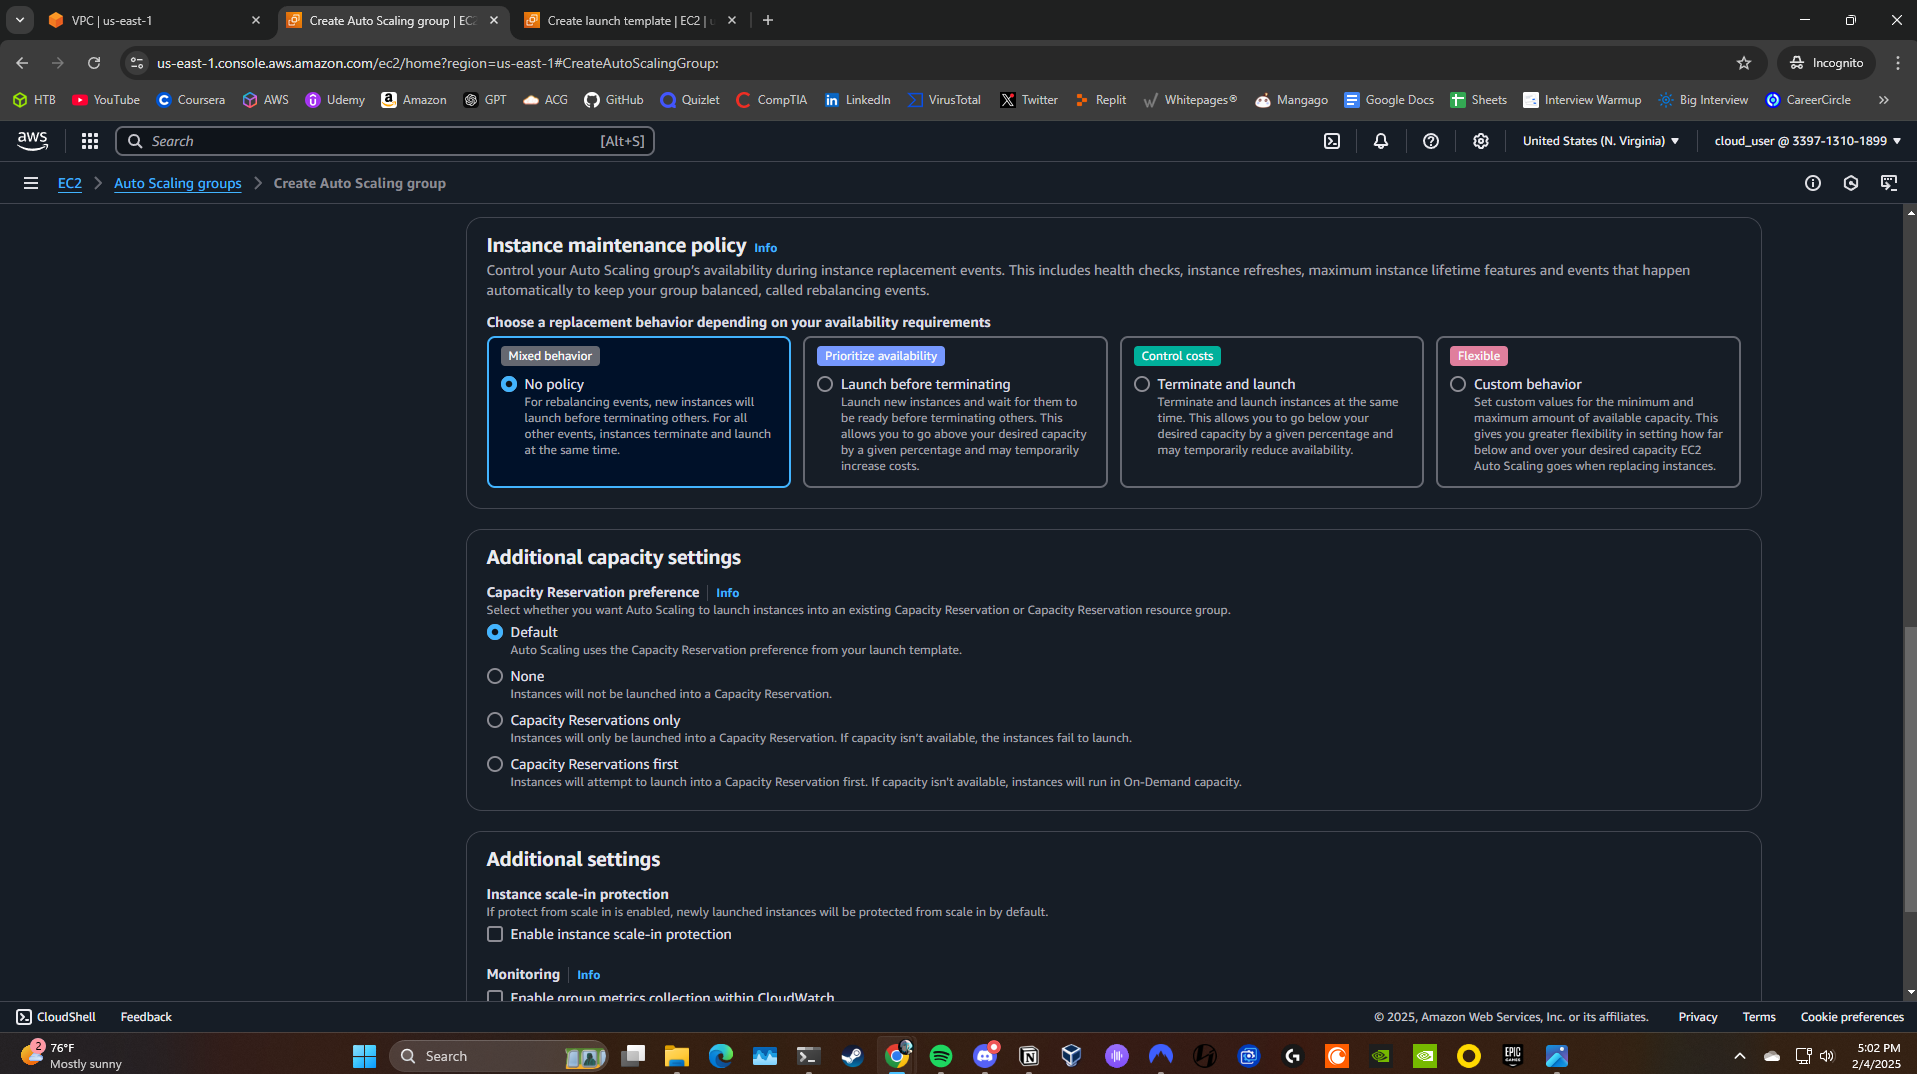 VPC | us-east-1
Create Auto Scaling group | EC2
Create launch template | EC2 | u
us-east-1.console.aws.amazon.com/ec2/home?region=us-east-1#CreateAutoScalingGroup:
Incognito
HTB
YouTube
Coursera
AWS
Udemy
Amazon
GPT
ACG
GitHub
Quizlet
CompTIA
LinkedIn
VirusTotal
Twitter
Replit
Whitepages®
Mangago
Google Docs
Sheets
Interview Warmup
Big Interview
CareerCircle
aws
Search
[Alt+S]
United States (N. Virginia)
cloud_user @ 3397-1310-1899
EC2
Auto Scaling groups
Create Auto Scaling group
Instance maintenance policy Info
Control your Auto Scaling group's availability during instance replacement events. This includes health checks, instance refreshes, maximum instance lifetime features and events that happen
automatically to keep your group balanced, called rebalancing events.
Choose a replacement behavior depending on your availability requirements
Mixed behavior
No policy
For rebalancing events, new instances will
launch before terminating others. For all
other events, instances terminate and launch
at the same time.
Prioritize availability
Launch before terminating
Launch new instances and wait for them to
be ready before terminating others. This
allows you to go above your desired capacity
by a given percentage and may temporarily
increase costs.
Control costs
Terminate and launch
Terminate and launch instances at the same
time. This allows you to go below your
desired capacity by a given percentage and
may temporarily reduce availability.
Flexible
Custom behavior
Set custom values for the minimum and
maximum amount of available capacity. This
gives you greater flexibility in setting how far
below and over your desired capacity EC2
Auto Scaling goes when replacing instances.
Additional capacity settings
Capacity Reservation preference Info
Select whether you want Auto Scaling to launch instances into an existing Capacity Reservation or Capacity Reservation resource group.
Default
Auto Scaling uses the Capacity Reservation preference from your launch template.
None
Instances will not be launched into a Capacity Reservation.
Capacity Reservations only
Instances will only be launched into a Capacity Reservation. If capacity isn't available, the instances fail to launch.
Capacity Reservations first
Instances will attempt to launch into a Capacity Reservation first. If capacity isn't available, instances will run in On-Demand capacity.
Additional settings
Instance scale-in protection
If protect from scale in is enabled, newly launched instances will be protected from scale in by default.
Enable instance scale-in protection
Monitoring Info
Enable group metrics collection within CloudWatch
CloudShell
Feedback
© 2025, Amazon Web Services, Inc. or its affiliates.
Privacy
Terms
Cookie preferences
2
76°F
Mostly sunny
Search
EPIC
GAMES
5:02 PM
2/4/2025